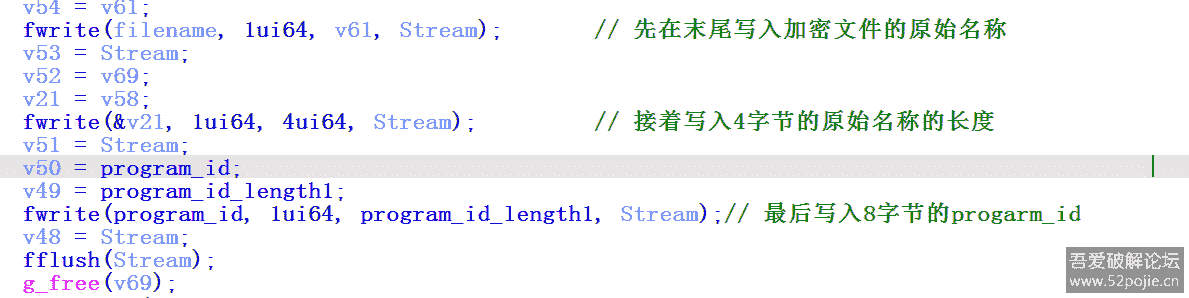 v54 = v61;
fwrite(filename, 1ui64, v61, Stream); // 先在末尾写入加密文件的原始名称
v53 = Stream;
v52 = v69;
v21 = v58;
fwrite(&v21, 1ui64, 4ui64, Stream); // 接着写入4字节的原始名称的长度
v51 = Stream;
v50 = program_id;
v49 = program_id_length1;
fwrite(program_id, 1ui64, program_id_length1, Stream);// 最后写入8字节的progarm_id
v48 = Stream;
fflush(Stream);
g_free(v69);
吾爱破解论坛
www.52pojie.cn